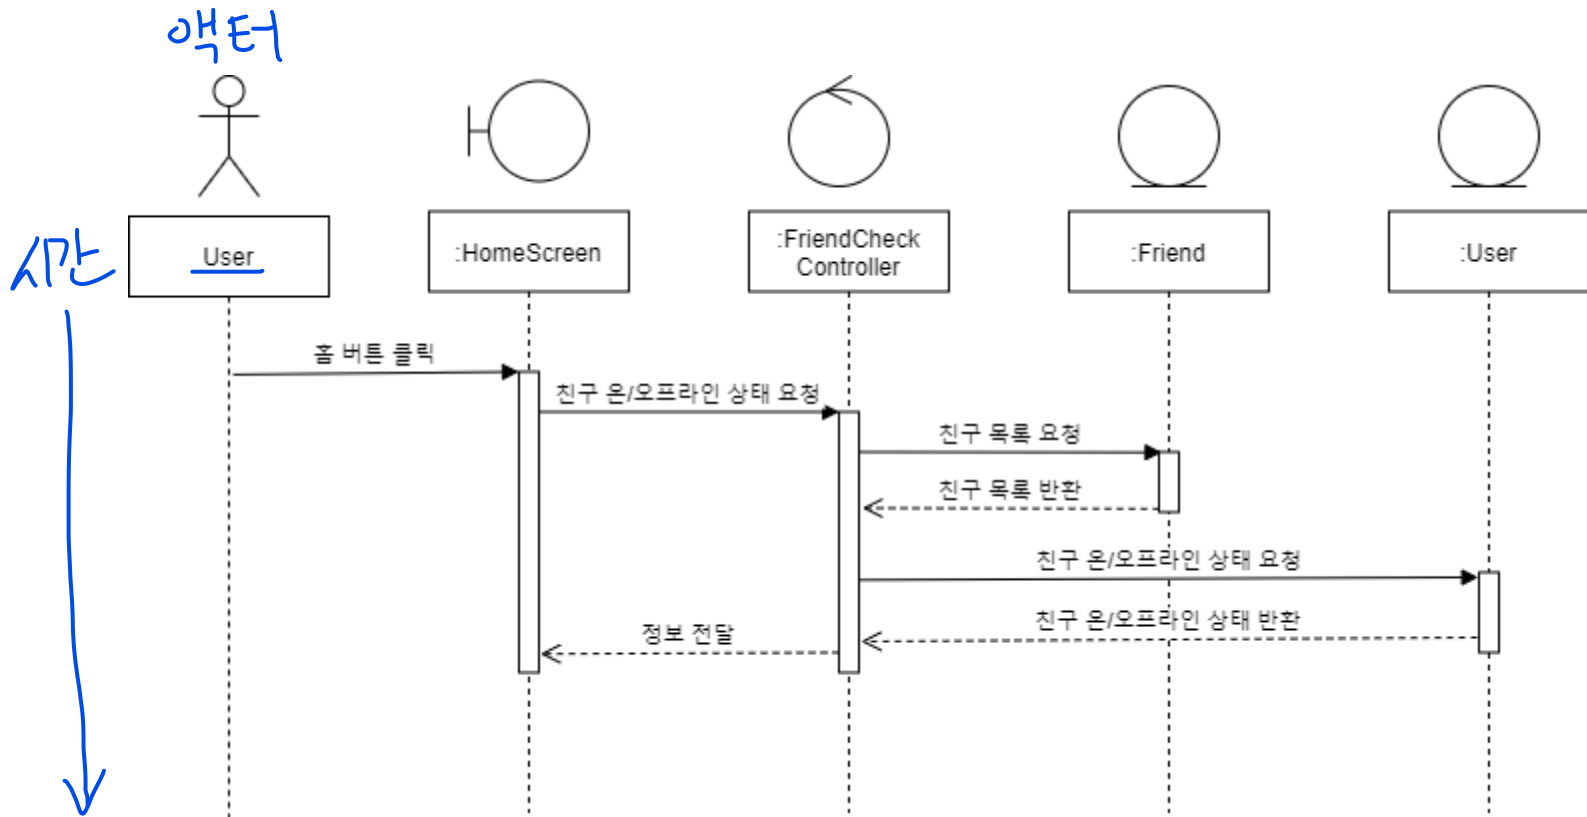 액터
시간
User
:HomeScreen
:FriendCheck
Controller
:Friend
:User
홈 버튼 클릭
친구 온/오프라인 상태 요청
친구 목록 요청
친구 목록 반환
친구 온/오프라인 상태 요청
친구 온/오프라인 상태 반환
정보 전달